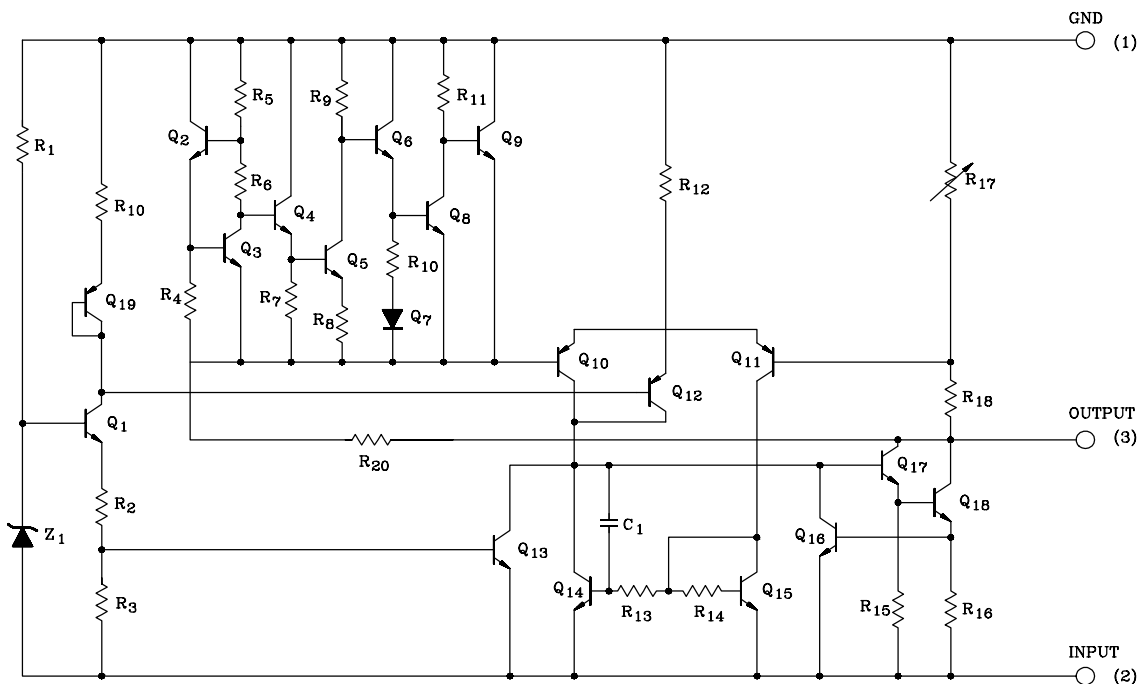 GND
(1)
R5
R9
R11
Q2
Q6
Q9
R1
R6
R12
R17
R10
Q4
Q8
Q3
Q5
R10
Q19
R4
R7
R8
Q7
Q10
Q11
Q12
R18
OUTPUT
(3)
Q1
R20
Q17
R2
Q18
Z1
C1
Q13
Q16
Q14
Q15
R3
R13
R14
R15
R16
INPUT
(2)